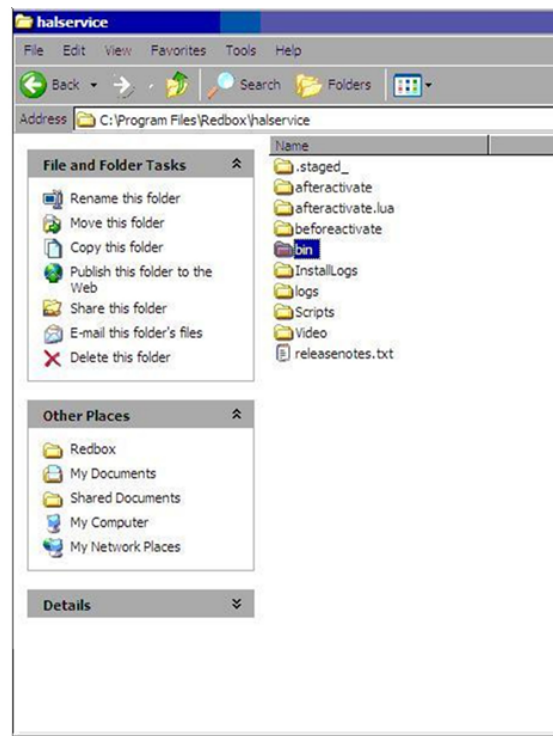 halservice
File Edit View Favorites Tools Help
Back Search Folders
Address C:\Program Files\Redbox\halservice
File and Folder Tasks
Rename this folder
Move this folder
Copy this folder
Publish this folder to the
Web
Share this folder
E-mail this folder's files
Delete this folder
Other Places
Redbox
My Documents
Shared Documents
My Computer
My Network Places
Details
Name
.staged_
afteractivate
afteractivate.lua
beforeactivate
bin
InstallLogs
logs
Scripts
Video
releasenotes.txt